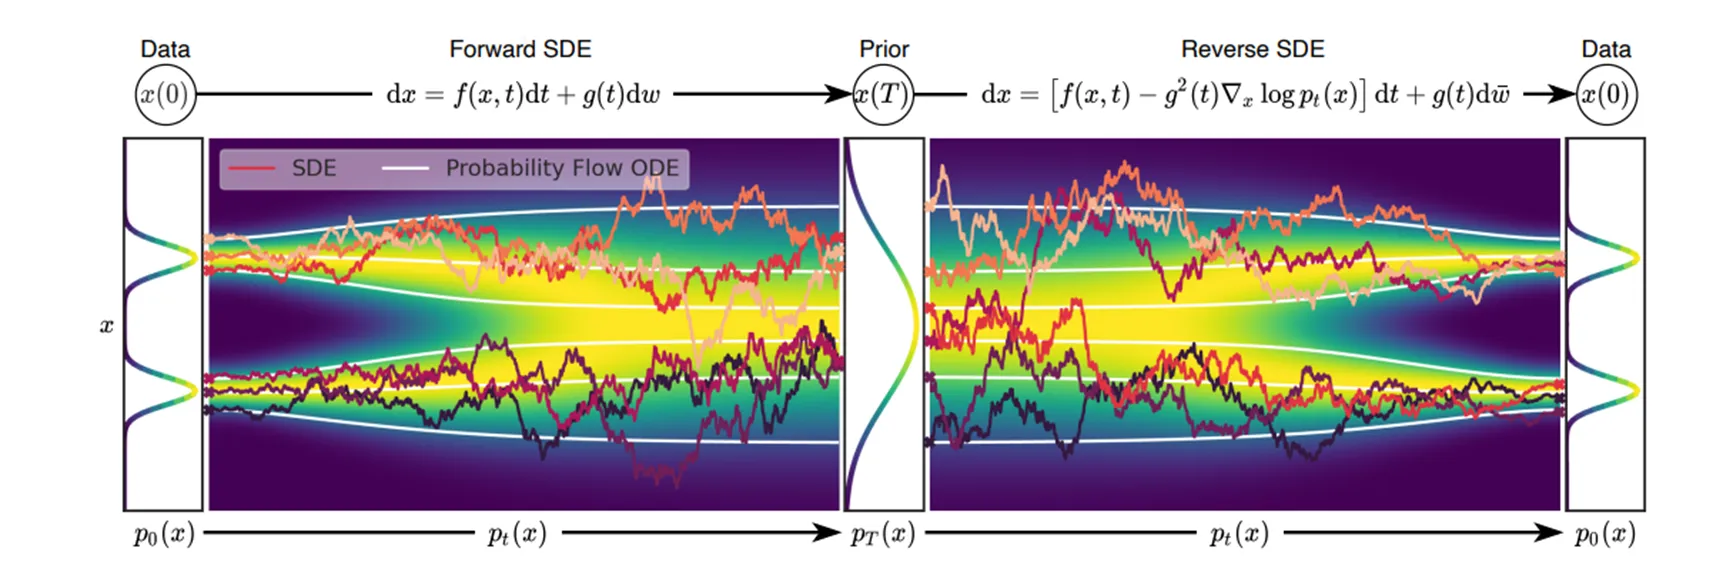 Data Forward SDE Prior Reverse SDE Data
x(0) dx = f(x, t)dt + g(t)dw x(T) dx = [f(x, t) − g²(t)∇ₓ log pₜ(x)] dt + g(t)dw̄ x(0)
SDE Probability Flow ODE
x
p₀(x) pₜ(x) p_T(x) pₜ(x) p₀(x)